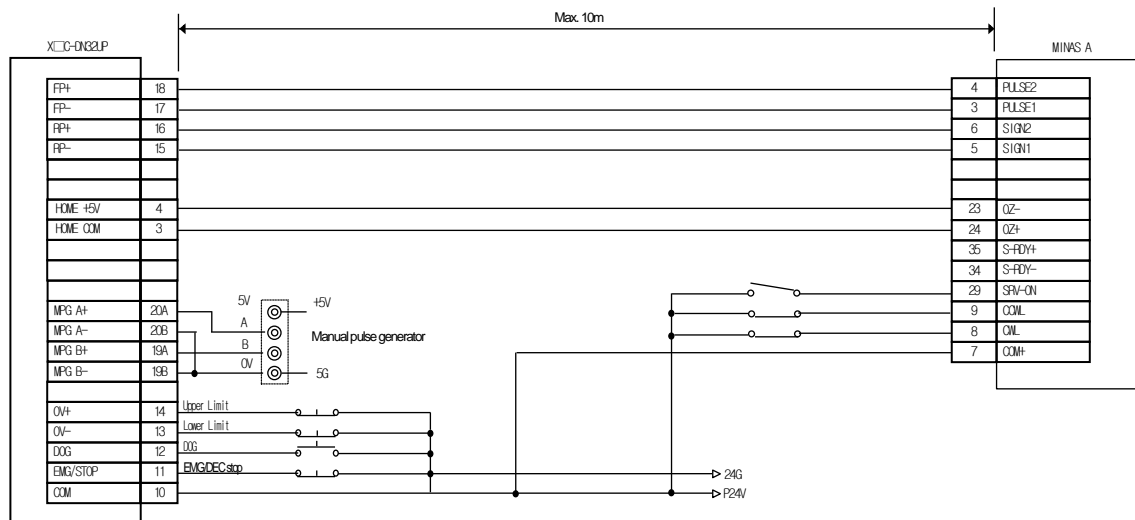 Max. 10m
X□C-DN32UP
MINAS A
FP+ 18
FP- 17
RP+ 16
RP- 15
HOME +5V 4
HOME COM 3
MPG A+ 20A
MPG A- 20B
MPG B+ 19A
MPG B- 19B
OV+ 14
OV- 13
DOG 12
EMG/STOP 11
COM 10
5V
+5V
A
Manual pulse generator
B
0V
5G
Upper Limit
Lower Limit
DOG
EMG/DEC stop
24G
P24V
4 PULSE2
3 PULSE1
6 SIGN2
5 SIGN1
23 OZ-
24 OZ+
35 S-RDY+
34 S-RDY-
29 SRV-ON
9 CCWL
8 CWL
7 COM+